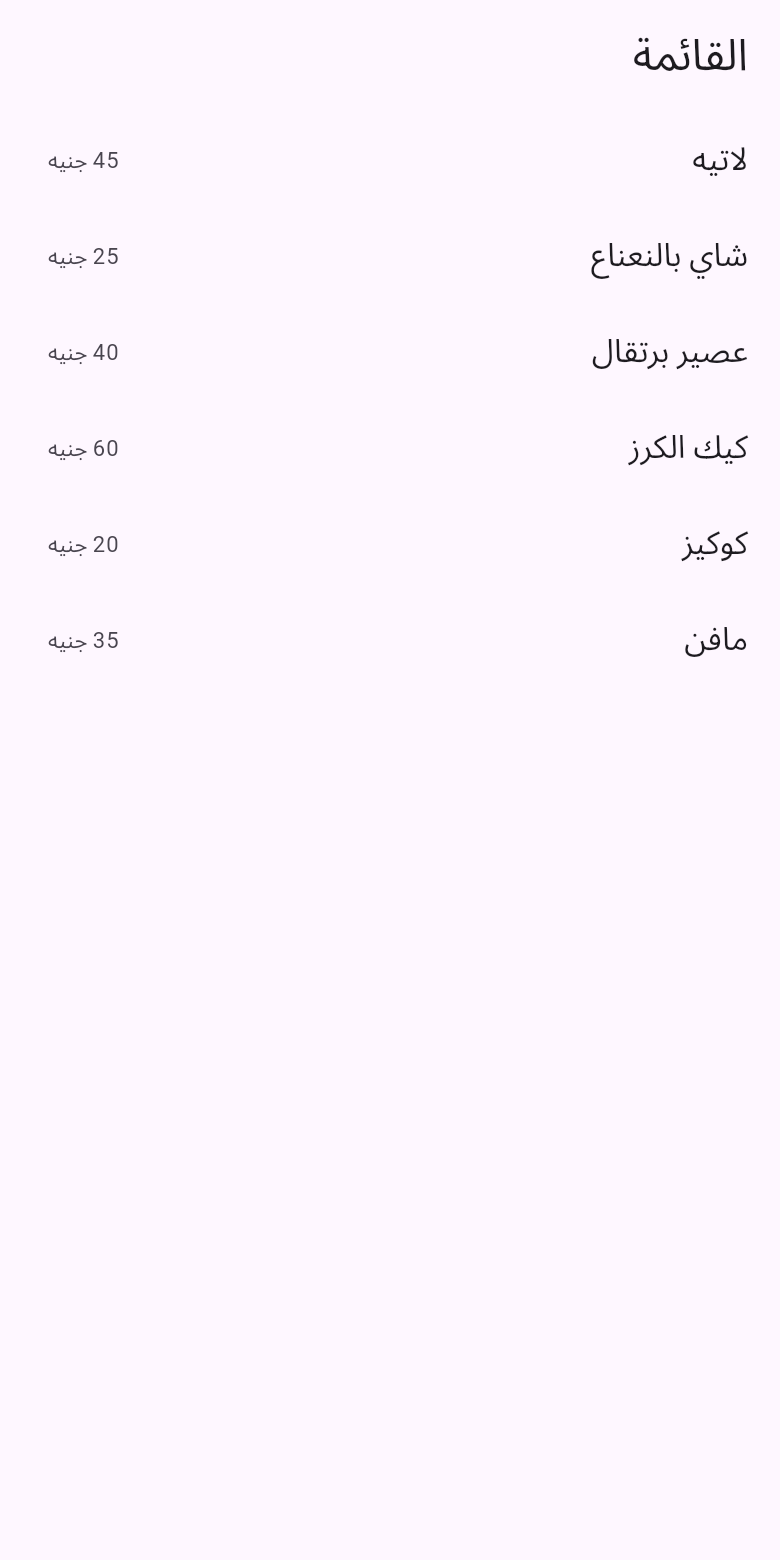 القائمة
لاتيه 45 جنيه
شاي بالنعناع 25 جنيه
عصير برتقال 40 جنيه
كيك الكرز 60 جنيه
كوكيز 20 جنيه
مافن 35 جنيه